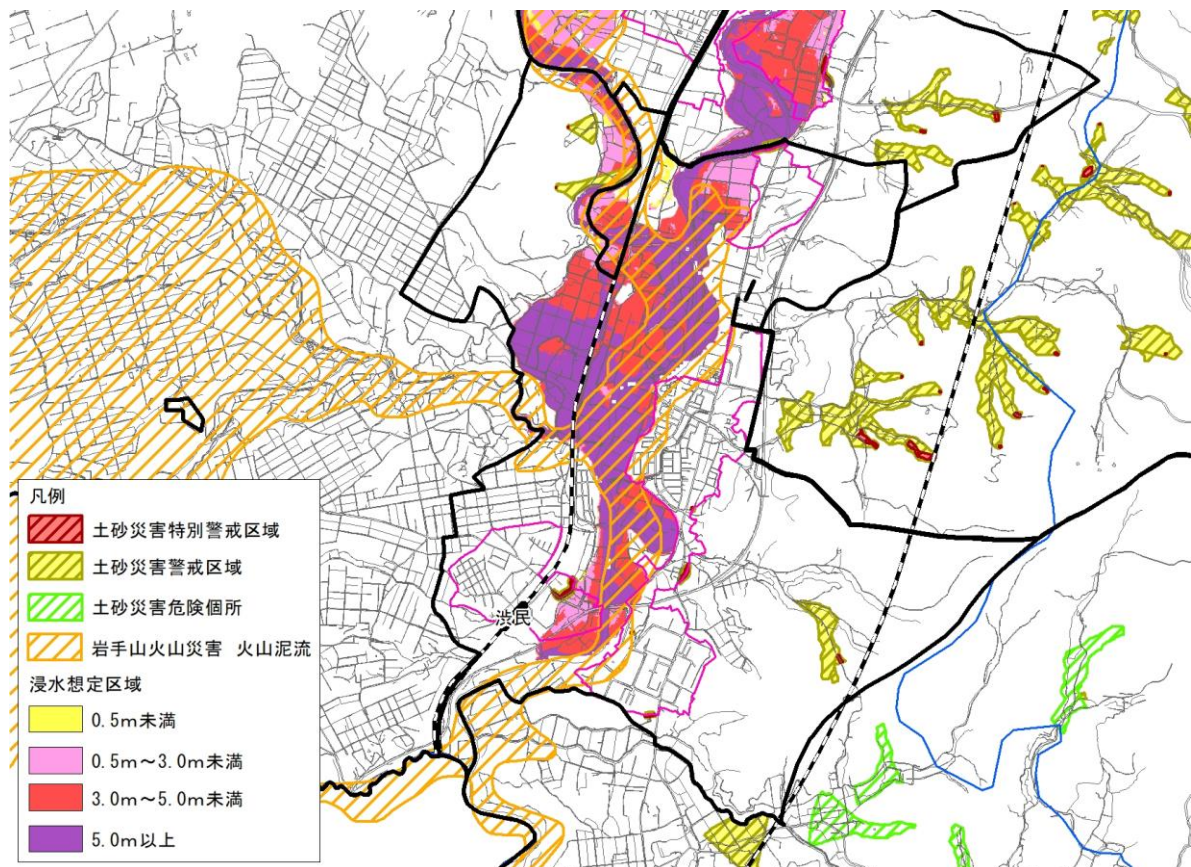 渋民
凡例
土砂災害特別警戒区域
土砂災害警戒区域
土砂災害危険個所
岩手山火山災害 火山泥流
浸水想定区域
0.5m未満
0.5m～3.0m未満
3.0m～5.0m未満
5.0m以上